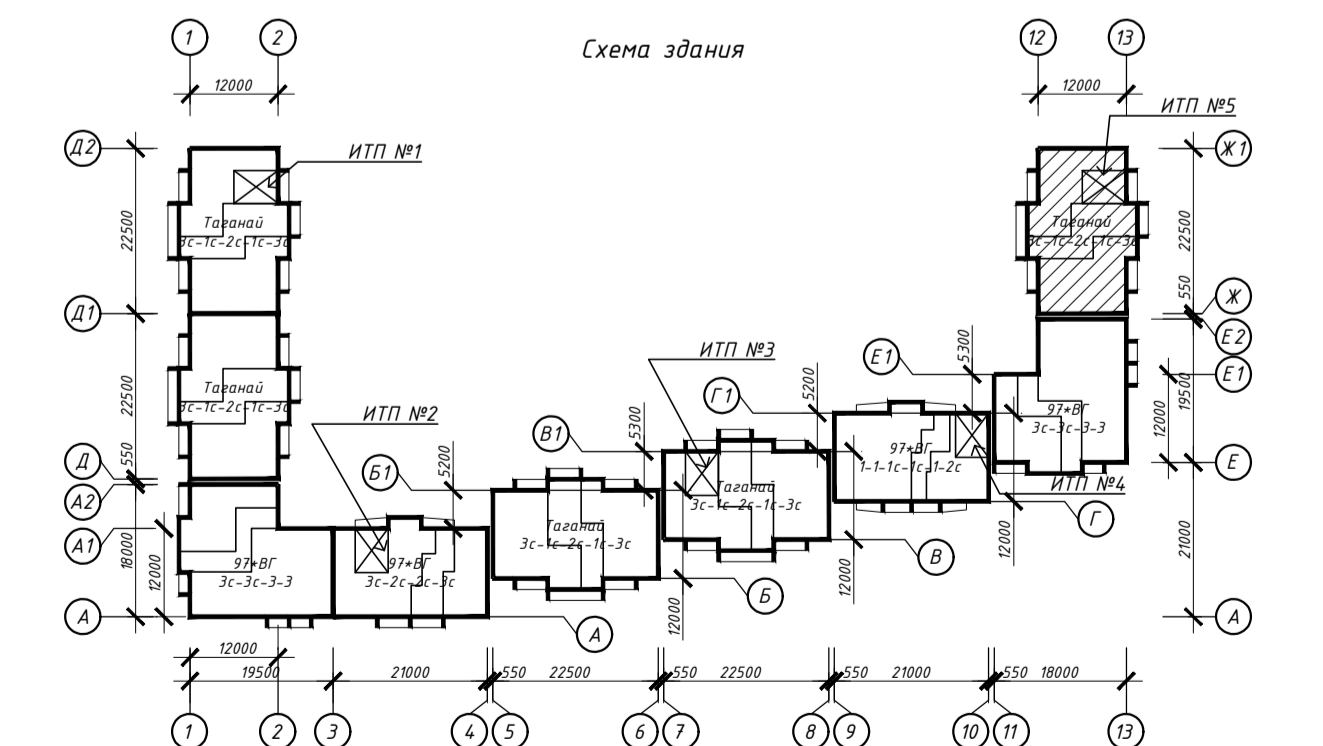 1
2
Схема здания
12
13
12000
12000
ИТП №5
Д2
ИТП №1
Ж1
22500
Таганай
3с-1с-2с-1с-3с
Таганай
3с-1с-2с-1с-3с
22500
550
Ж
Д1
Е2
ИТП №3
Е1
5300
Е1
22500
Таганай
3с-1с-2с-1с-3с
Г1
5200
19500
12000
ИТП №2
97*ВГ
3с-3с-3-3
В1
5300
97*ВГ
1-1-1с-1с-1-2с
Д
550
Б1
5200
Е
А2
ИТП №4
Таганай
3с-1с-2с-1с-3с
Г
А1
18000
12000
Таганай
3с-1с-2с-1с-3с
12000
21000
В
97*ВГ
3с-3с-3-3
97*ВГ
3с-2с-2с-3с
12000
Б
12000
А
А
А
12000
19500
21000
550
22500
550
22500
550
21000
550
18000
1
2
3
4
5
6
7
8
9
10
11
13